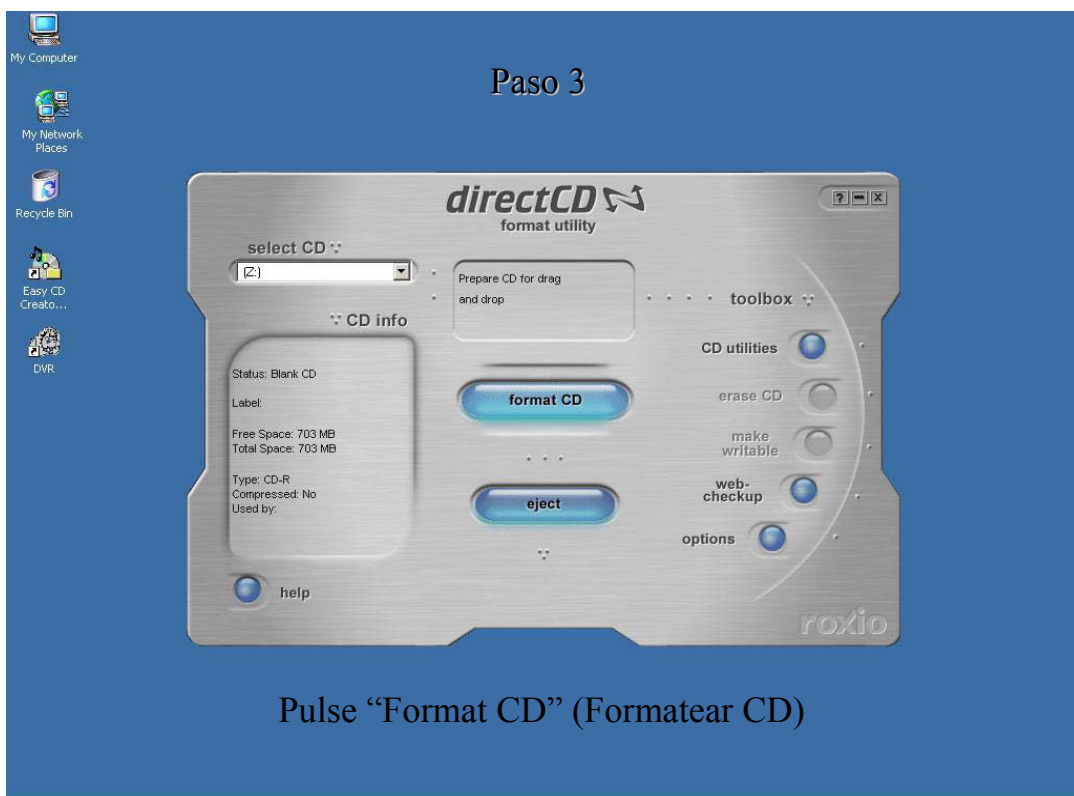 My Computer
Paso 3
My Network
Places
Recycle Bin
Easy CD
Creato...
DVR
directCD
format utility
? - X
select CD
(Z:)
Prepare CD for drag
and drop
toolbox
CD info
CD utilities
Status: Blank CD
Label:
Free Space: 703 MB
Total Space: 703 MB
Type: CD-R
Compressed: No
Used by:
format CD
erase CD
make
writable
eject
web-
checkup
options
help
roxio
Pulse “Format CD” (Formatear CD)